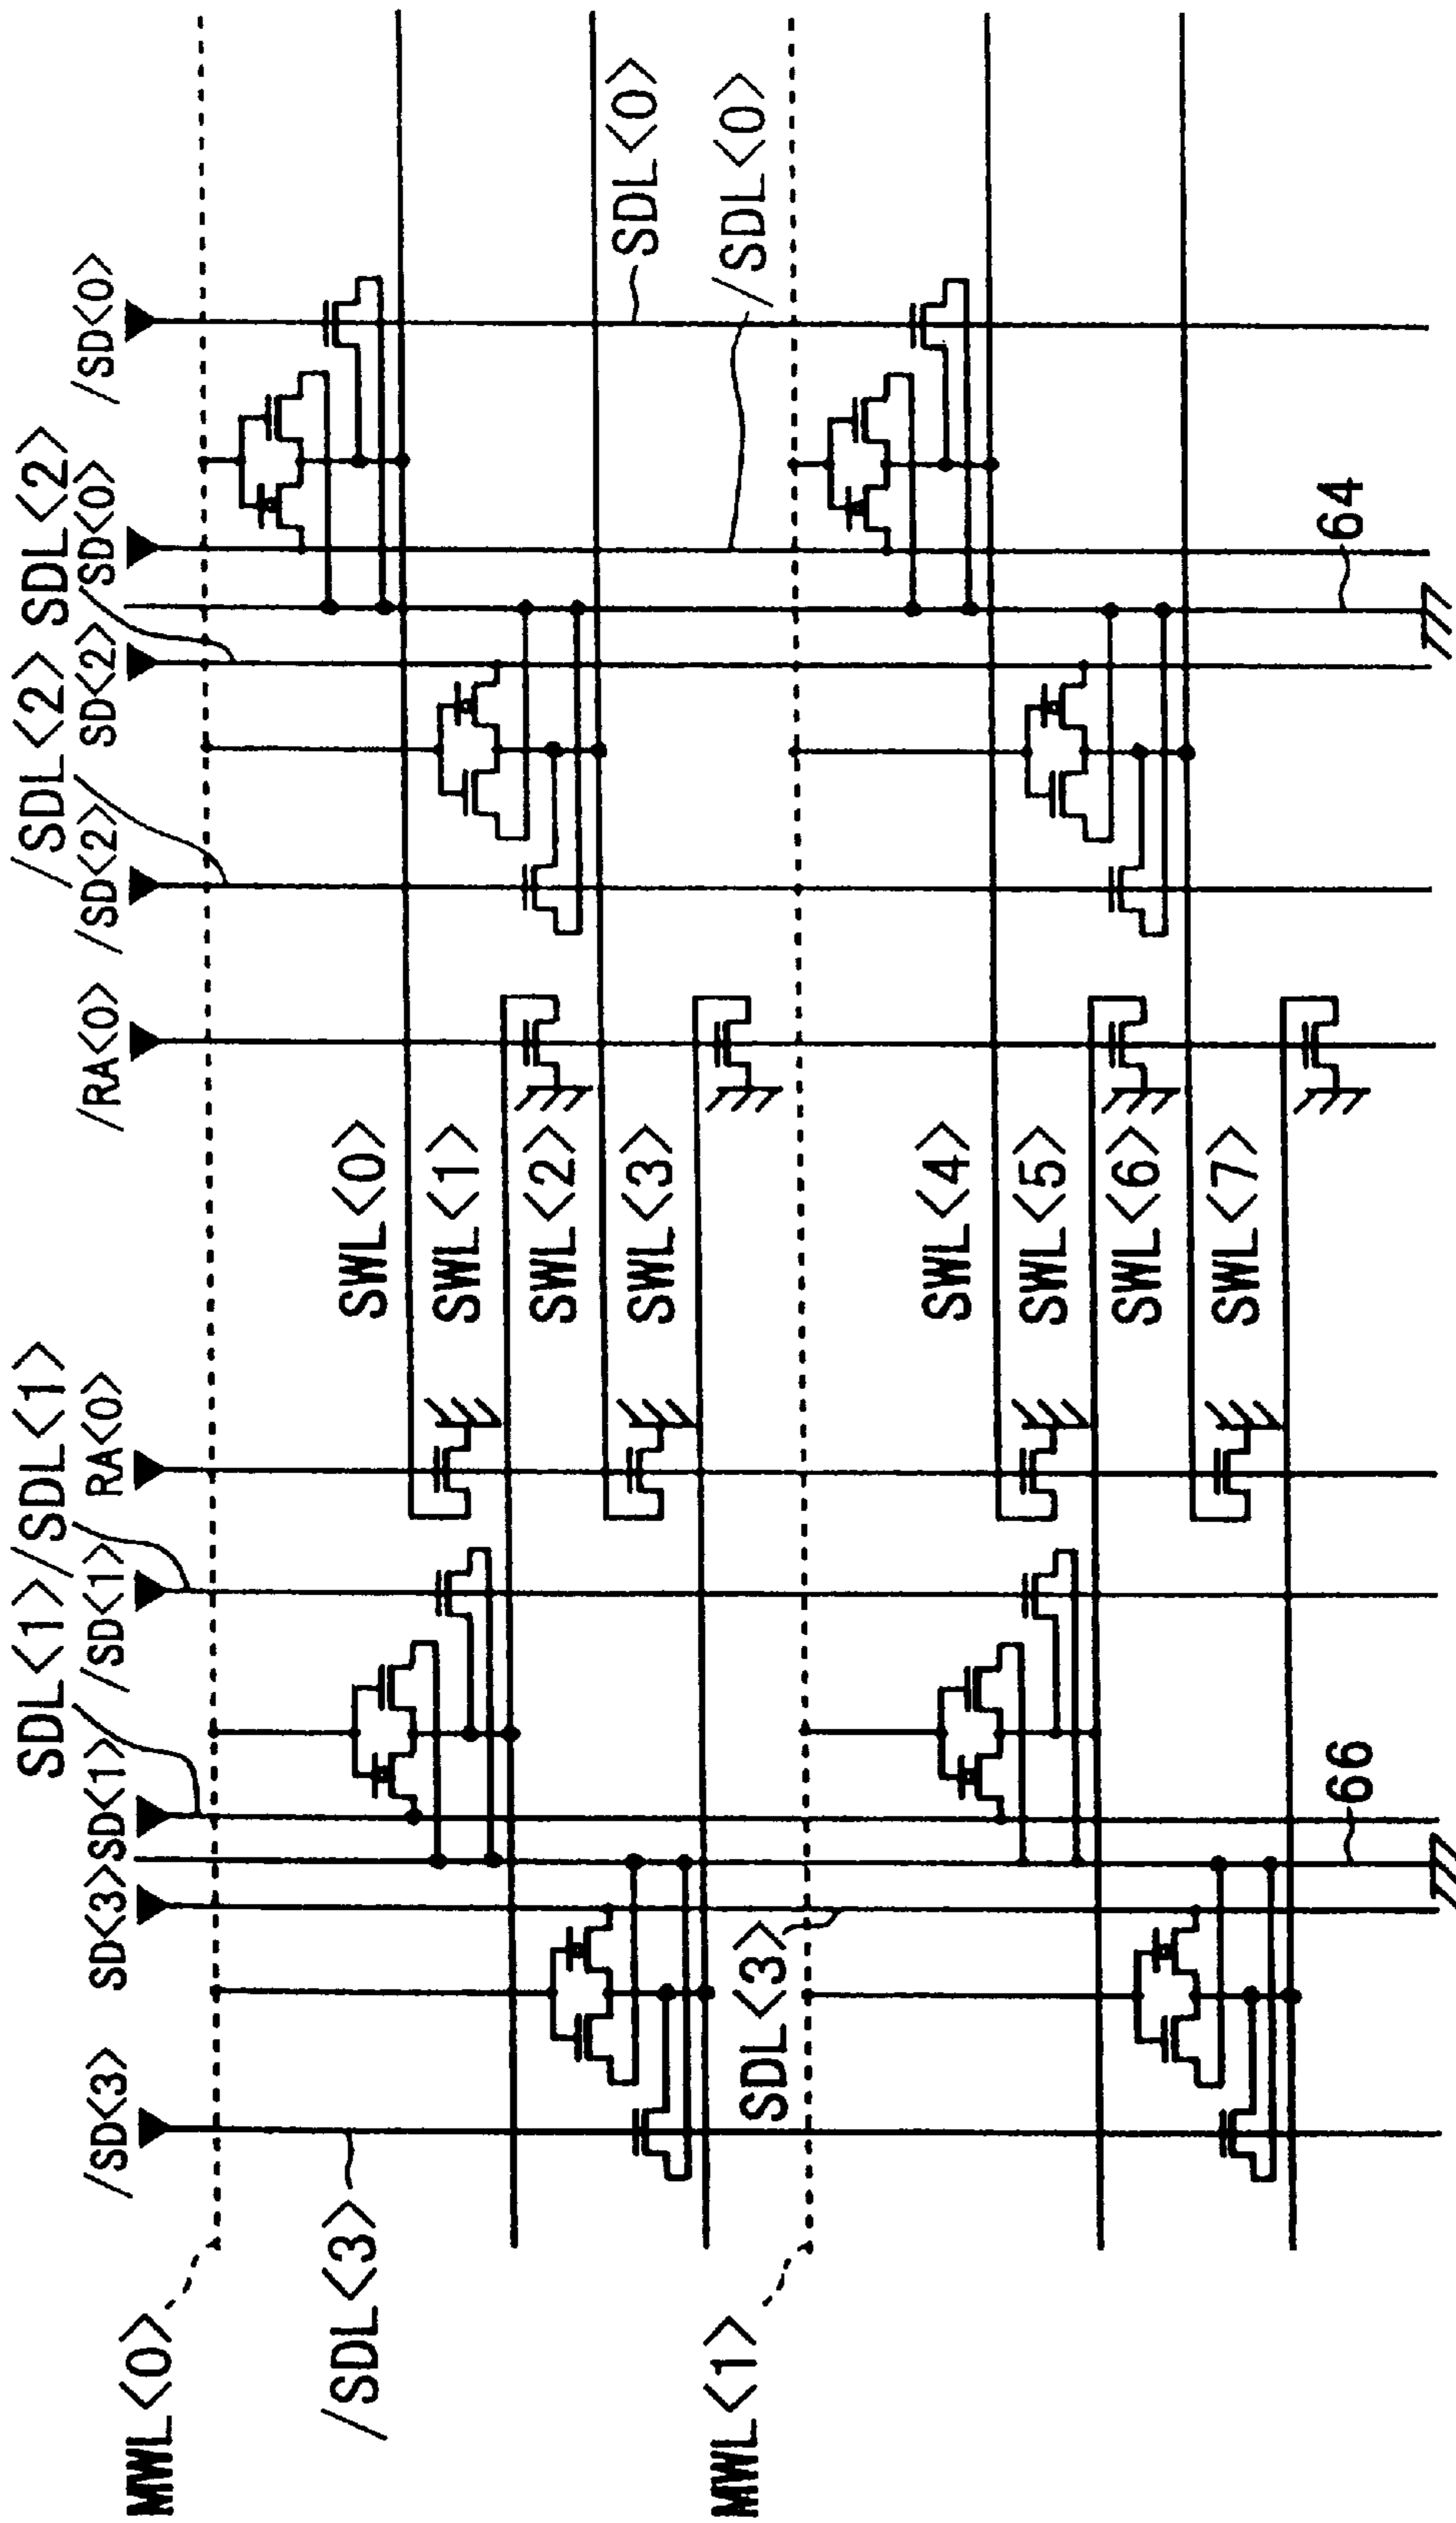 SDL<1> /SDL<1> /SDL<2> SDL<2>
/SD<3> SD<3> SD<1> /SD<1> RA<0> /RA<0> /SD<2> SD<2> SD<0> /SD<0>
MWL<0>
/SDL<3>
SWL<0>
SWL<1>
SWL<2>
SWL<3>
SDL<0>
/SDL<0>
MWL<1>
SDL<3>
SWL<4>
SWL<5>
SWL<6>
SWL<7>
66
64